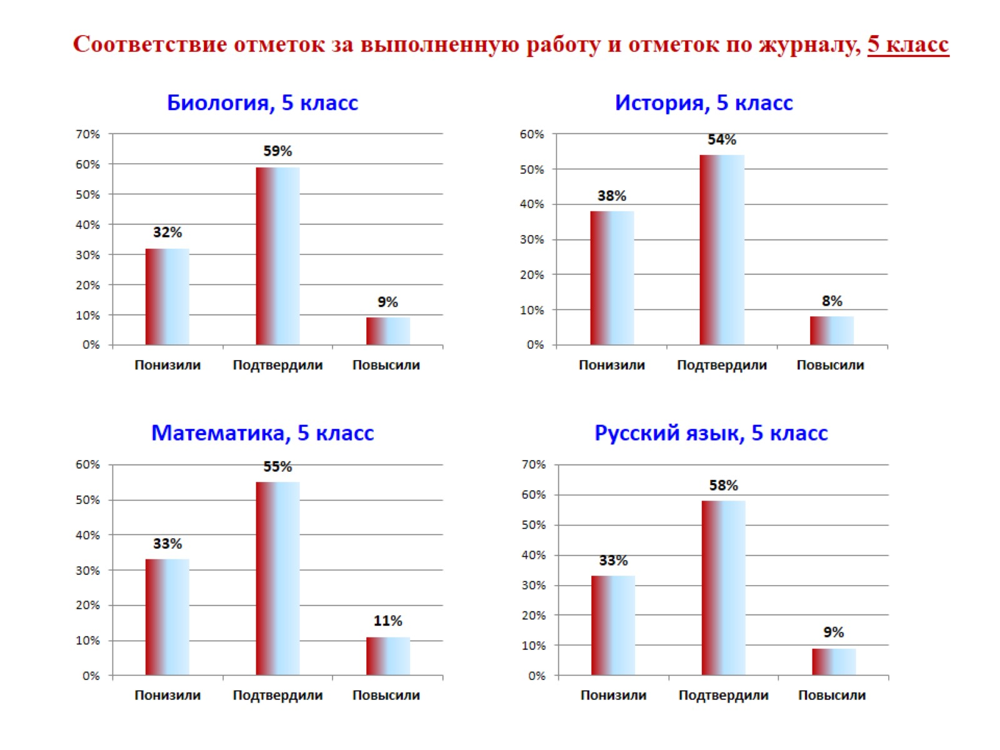 Соответствие отметок за выполненную работу и отметок по журналу, 5 класс
Биология, 5 класс
70%
60%
50%
40%
30%
20%
10%
0%
32%
59%
9%
Понизили
Подтвердили
Повысили
История, 5 класс
60%
50%
40%
30%
20%
10%
0%
38%
54%
8%
Понизили
Подтвердили
Повысили
Математика, 5 класс
60%
50%
40%
30%
20%
10%
0%
33%
55%
11%
Понизили
Подтвердили
Повысили
Русский язык, 5 класс
70%
60%
50%
40%
30%
20%
10%
0%
33%
58%
9%
Понизили
Подтвердили
Повысили